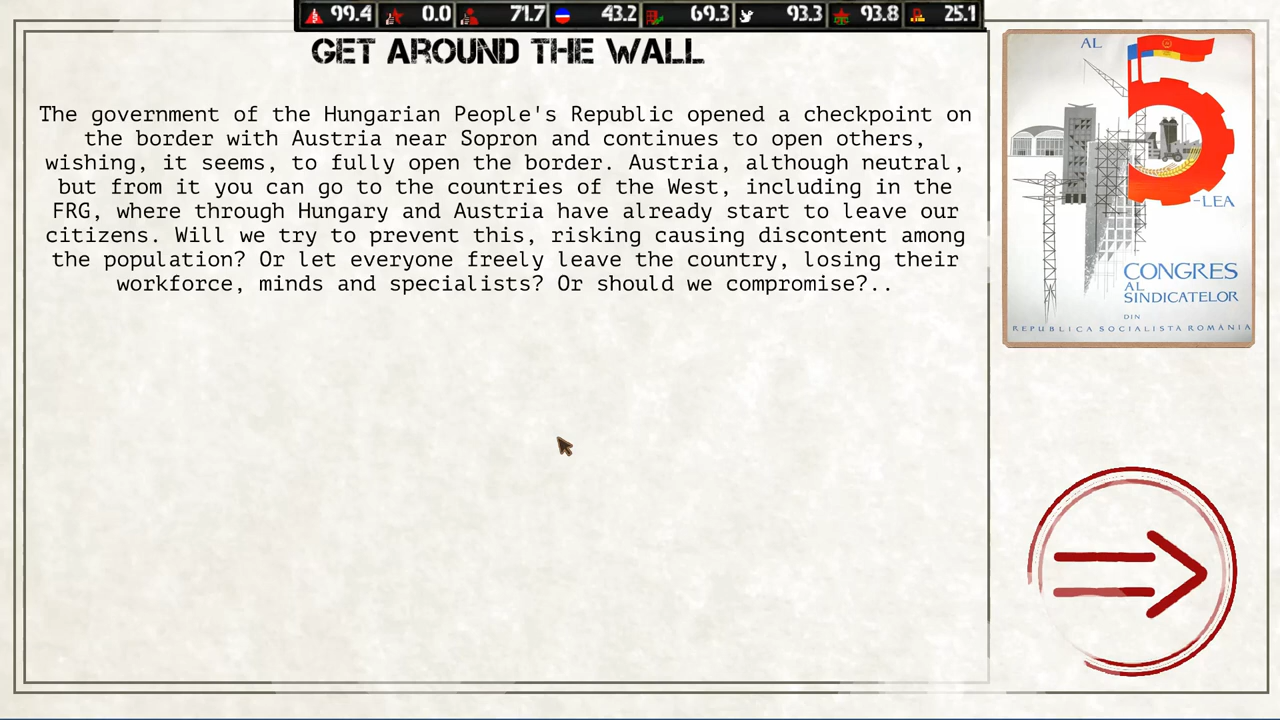 99.4 0.0 71.7 43.2 69.3 93.3 93.8 25.1
GET AROUND THE WALL
The government of the Hungarian People's Republic opened a checkpoint on
the border with Austria near Sopron and continues to open others,
wishing, it seems, to fully open the border. Austria, although neutral,
but from it you can go to the countries of the West, including in the
FRG, where through Hungary and Austria have already start to leave our
citizens. Will we try to prevent this, risking causing discontent among
the population? Or let everyone freely leave the country, losing their
workforce, minds and specialists? Or should we compromise?..
AL
5
-LEA
CONGRES
AL
SINDICATELOR
DIN
REPUBLICA SOCIALISTA ROMANIA